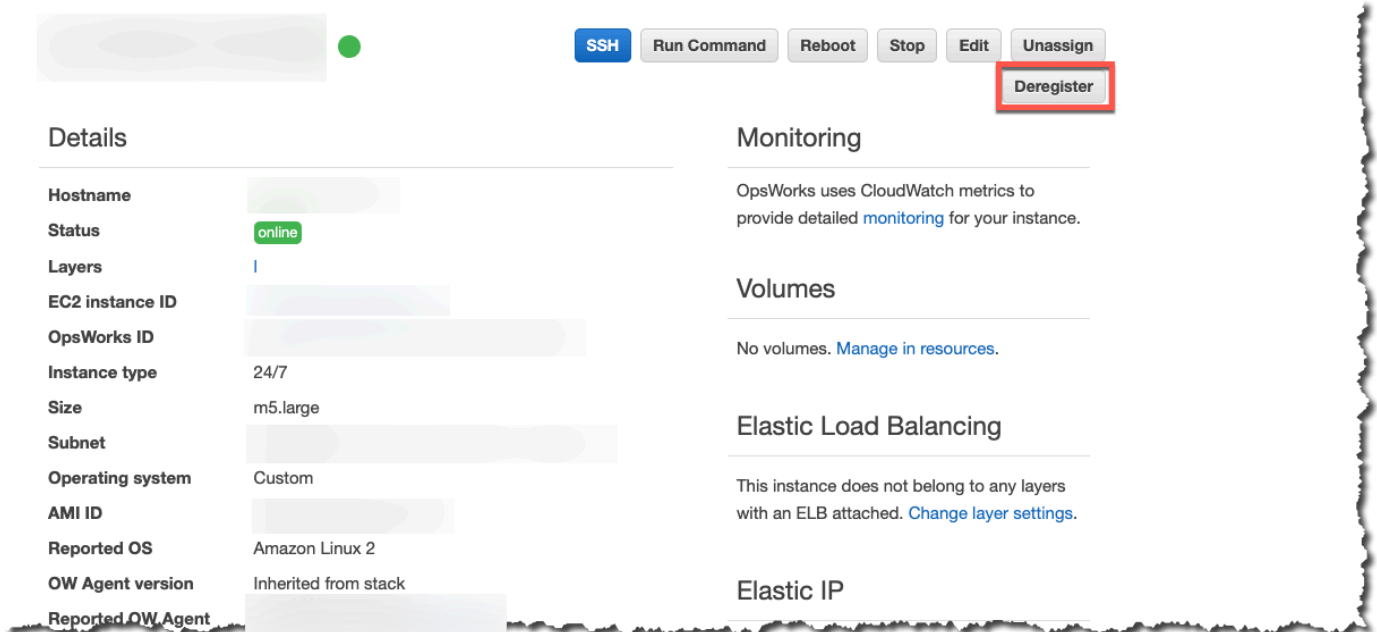 SSH Run Command Reboot Stop Edit Unassign
Deregister
Details
Hostname
Status online
Layers l
EC2 instance ID
OpsWorks ID
Instance type 24/7
Size m5.large
Subnet
Operating system Custom
AMI ID
Reported OS Amazon Linux 2
OW Agent version Inherited from stack
Reported OW Agent
Monitoring
OpsWorks uses CloudWatch metrics to
provide detailed monitoring for your instance.
Volumes
No volumes. Manage in resources.
Elastic Load Balancing
This instance does not belong to any layers
with an ELB attached. Change layer settings.
Elastic IP